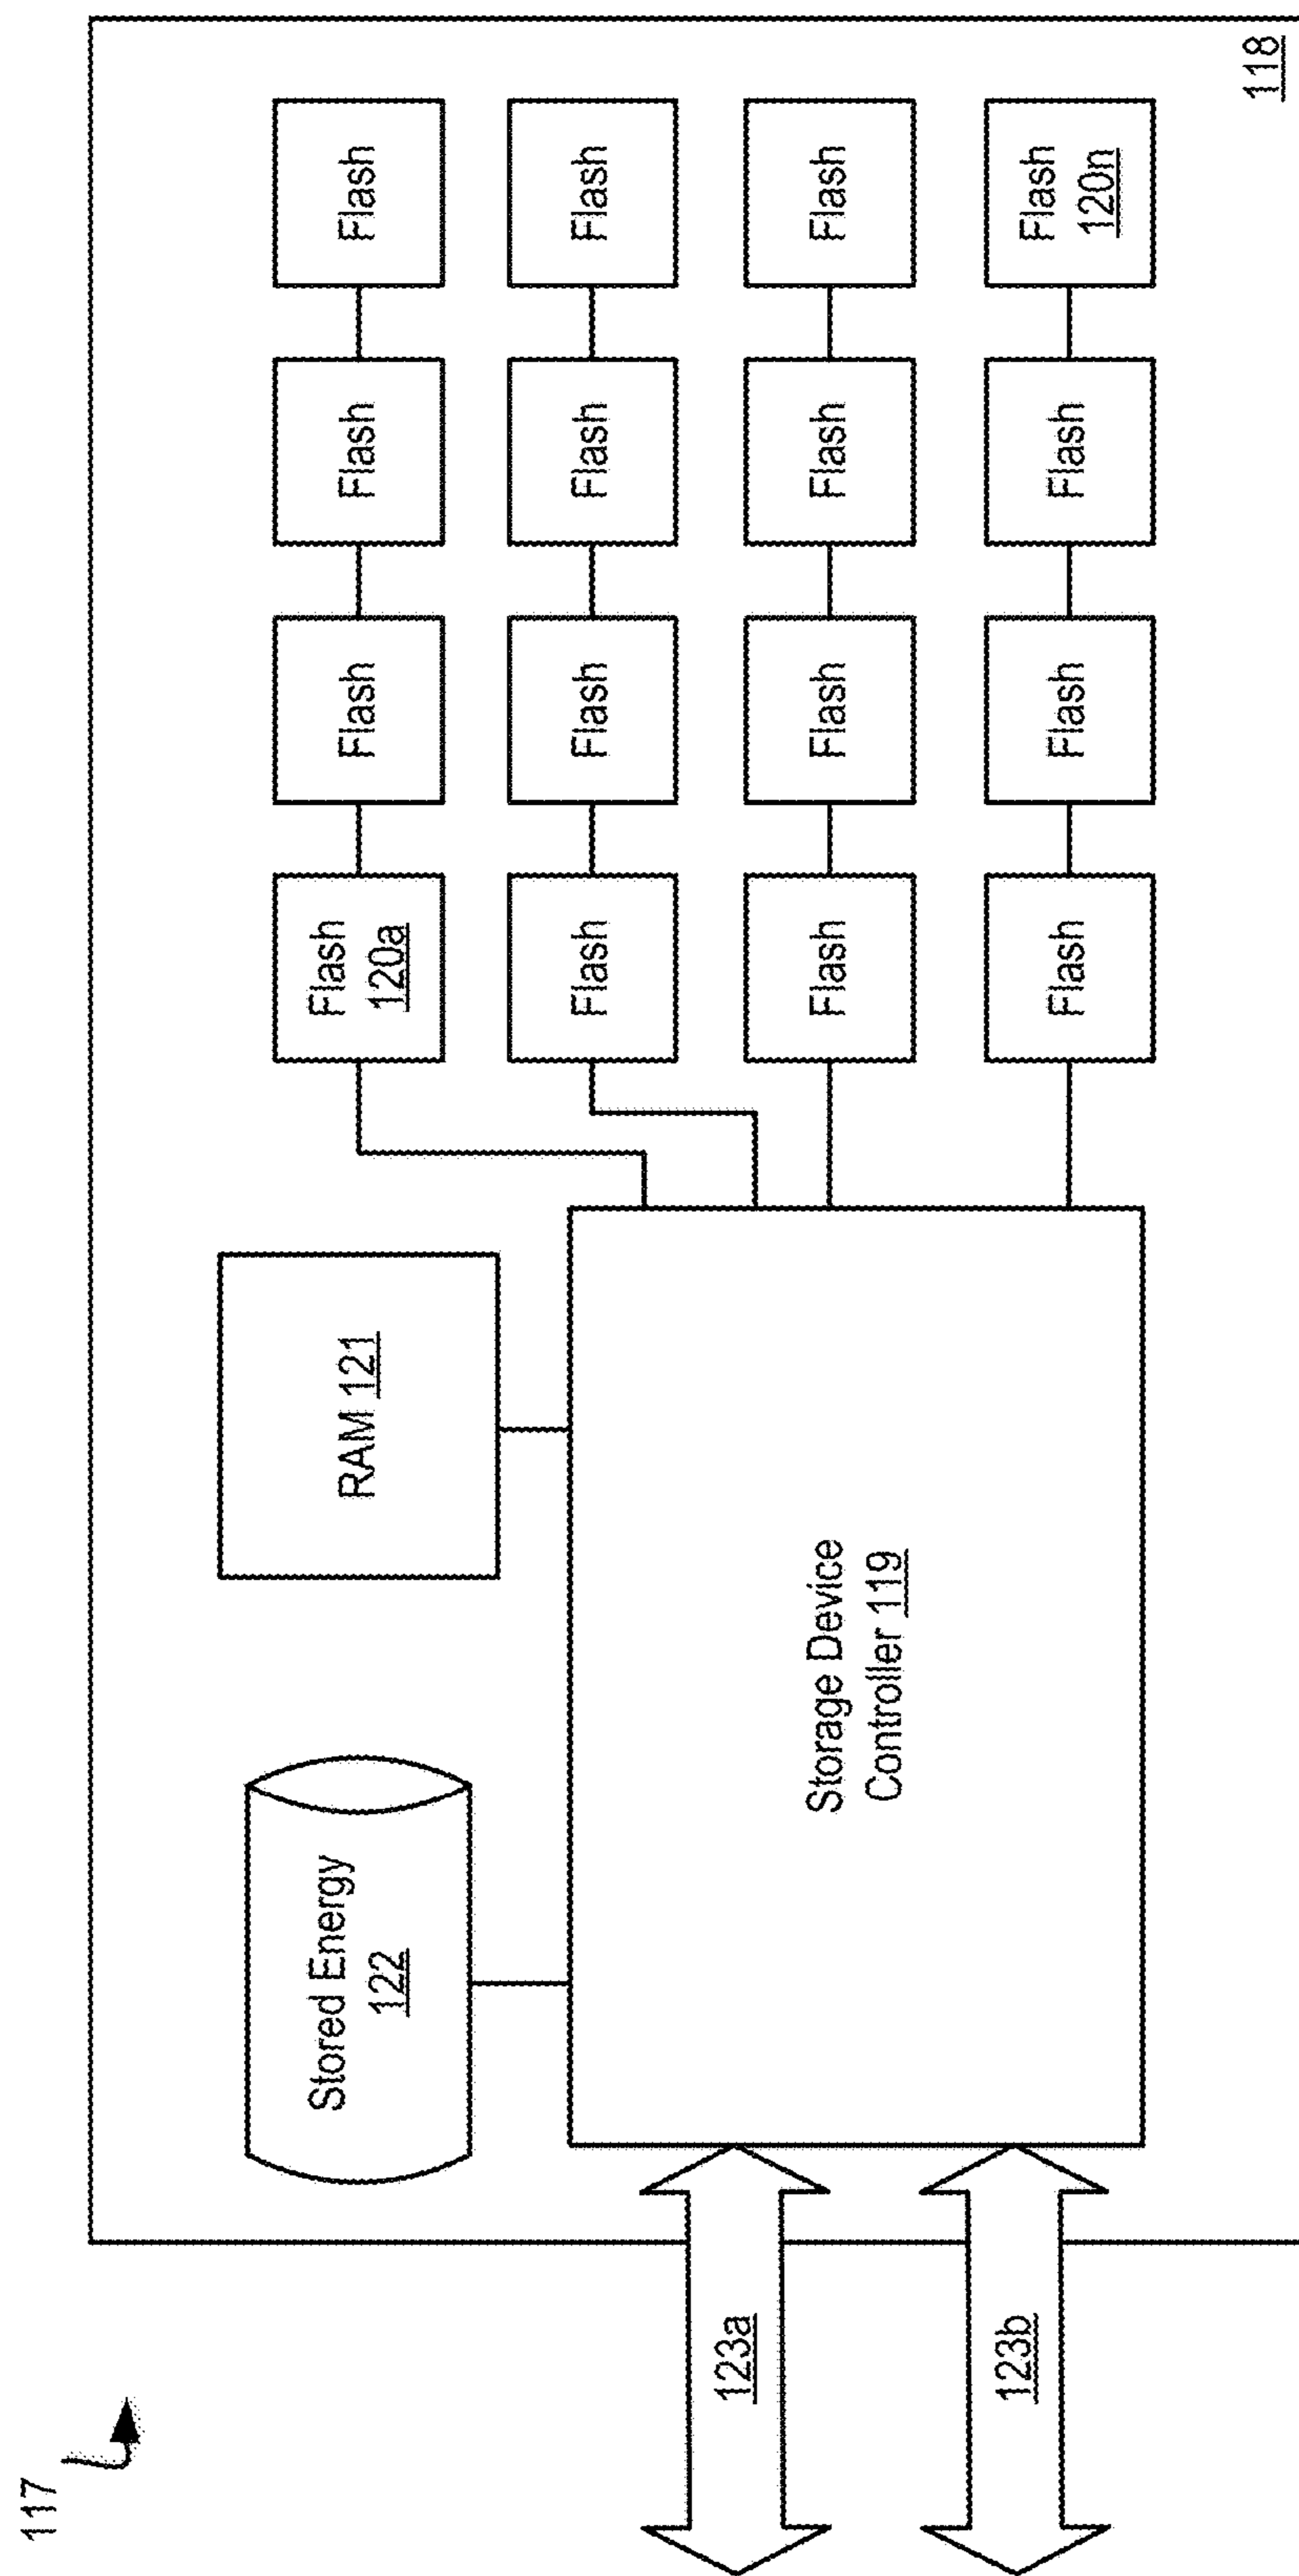 117
Stored Energy
122
RAM 121
Flash
120a
Flash
Flash
Flash
Flash
Flash
Flash
Flash
Storage Device
Controller 119
Flash
Flash
Flash
Flash
Flash
Flash
Flash
Flash
120n
123a
123b
118